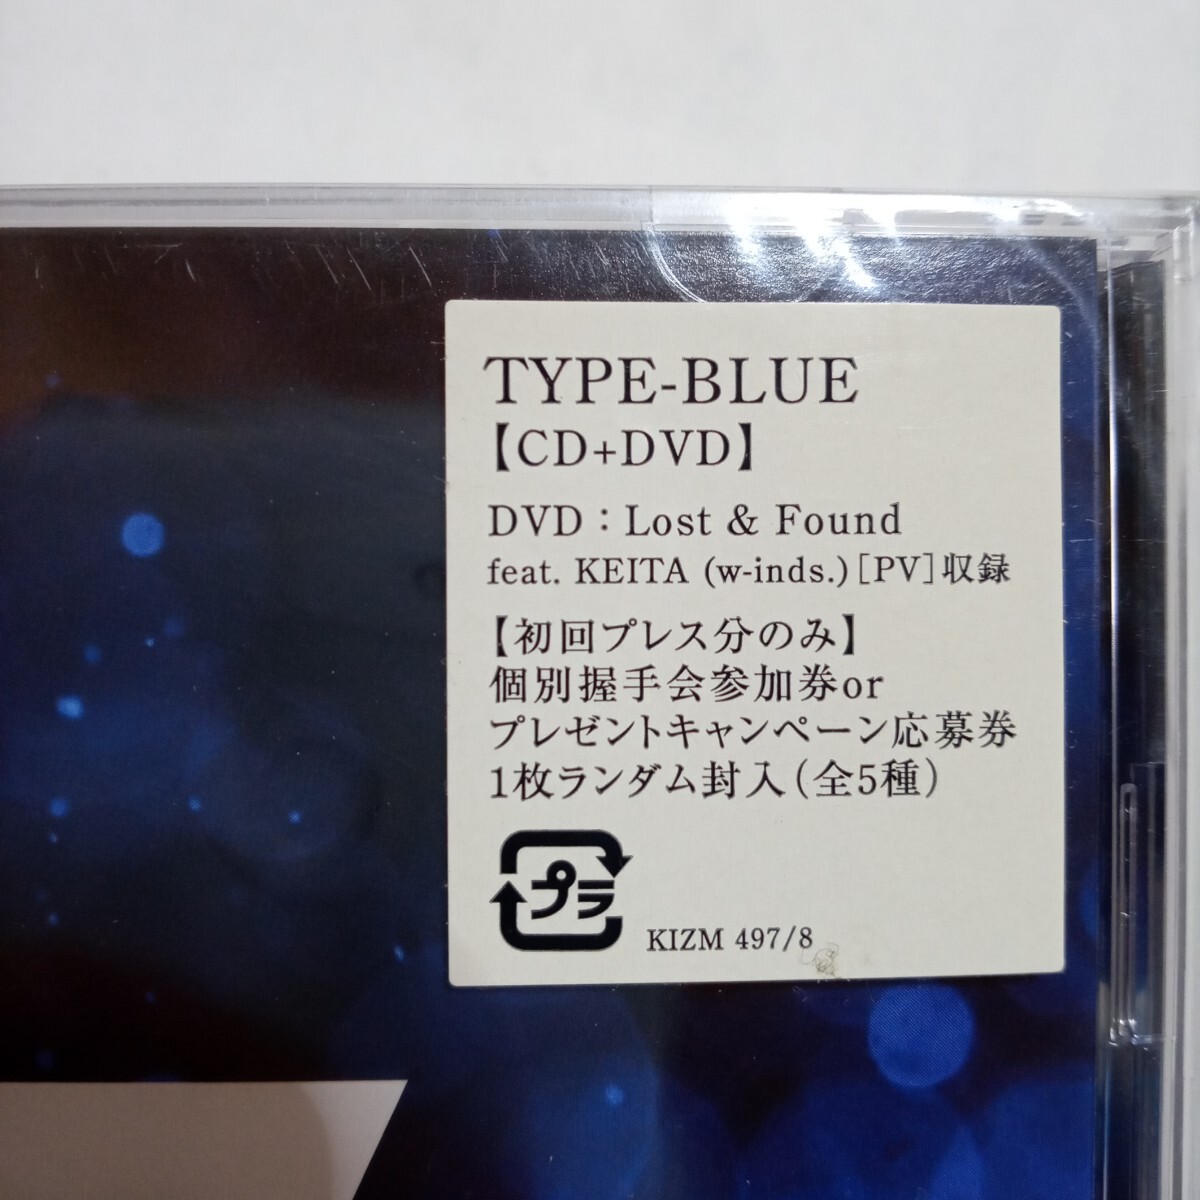 TYPE-BLUE
【CD+DVD】
DVD：Lost & Found
feat. KEITA (w-inds.)［PV］収録
【初回プレス分のみ】
個別握手会参加券or
プレゼントキャンペーン応募券
1枚ランダム封入(全5種)
プラ
KIZM 497/8